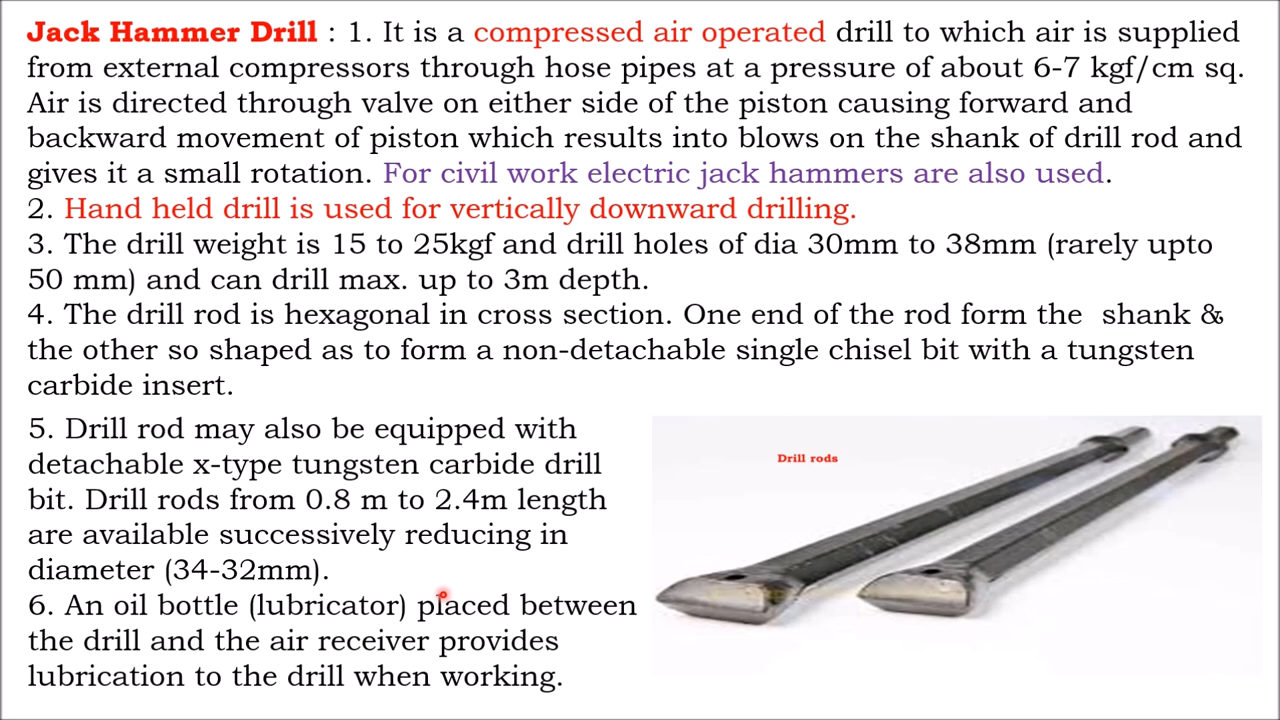 Jack Hammer Drill : 1. It is a compressed air operated drill to which air is supplied
from external compressors through hose pipes at a pressure of about 6-7 kgf/cm sq.
Air is directed through valve on either side of the piston causing forward and
backward movement of piston which results into blows on the shank of drill rod and
gives it a small rotation. For civil work electric jack hammers are also used.
2. Hand held drill is used for vertically downward drilling.
3. The drill weight is 15 to 25kgf and drill holes of dia 30mm to 38mm (rarely upto
50 mm) and can drill max. up to 3m depth.
4. The drill rod is hexagonal in cross section. One end of the rod form the  shank &
the other so shaped as to form a non-detachable single chisel bit with a tungsten
carbide insert.
5. Drill rod may also be equipped with
detachable x-type tungsten carbide drill
bit. Drill rods from 0.8 m to 2.4m length
are available successively reducing in
diameter (34-32mm).
6. An oil bottle (lubricator) placed between
the drill and the air receiver provides
lubrication to the drill when working.
Drill rods